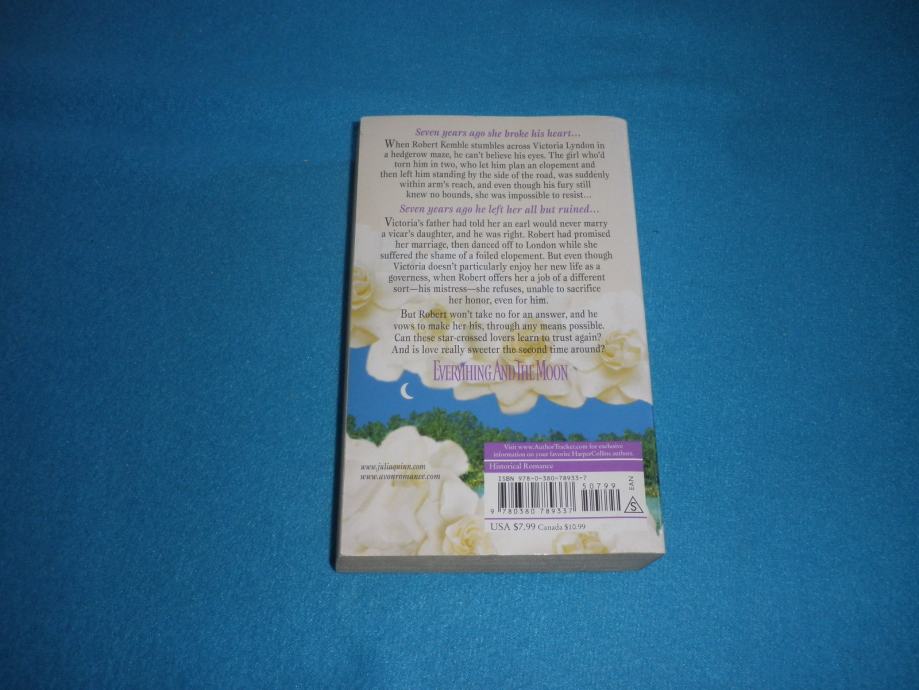 Seven years ago she broke his heart...
When Robert Kemble stumbles across Victoria Lyndon in
a hedgerow maze, he can't believe his eyes. The girl who'd
torn him in two, who let him plan an elopement and
then left him standing by the side of the road, was suddenly
within arm's reach, and even though his fury still
knew no bounds, she was impossible to resist...
Seven years ago he left her all but ruined...
Victoria's father had told her an earl would never marry
a vicar's daughter, and he was right. Robert had promised
her marriage, then danced off to London while she
suffered the shame of a foiled elopement. But even though
Victoria doesn't particularly enjoy her new life as a
governess, when Robert offers her a job of a different
sort—his mistress—she refuses, unable to sacrifice
her honor, even for him.
But Robert won't take no for an answer, and he
vows to make her his, through any means possible.
Can these star-crossed lovers learn to trust again?
And is love really sweeter the second time around?
EVERYTHING AND THE MOON
Visit www.AuthorTracker.com for exclusive
information on your favorite HarperCollins authors.
Historical Romance
www.juliaquinn.com
www.avonromance.com
ISBN 978-0-380-78933-7
50799
EAN
S
9 780380 789337
USA $7.99 Canada $10.99